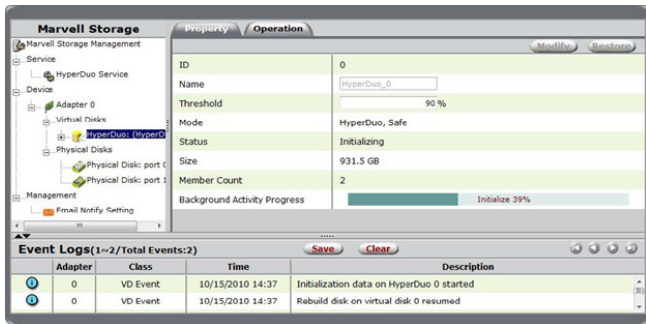 Marvell Storage
Property
Operation
Marvell Storage Management
Modify
Restore
Service
HyperDuo Service
Device
Adapter 0
Virtual Disks
HyperDuo: (HyperD
Physical Disks
Physical Disk: port 0
Physical Disk: port 1
Management
Email Notify Setting
ID 0
Name HyperDuo_0
Threshold 90 %
Mode HyperDuo, Safe
Status Initializing
Size 931.5 GB
Member Count 2
Background Activity Progress Initialize 39%
Event Logs(1~2/Total Events:2)
Save
Clear
Adapter Class Time Description
0 VD Event 10/15/2010 14:37 Initialization data on HyperDuo 0 started
0 VD Event 10/15/2010 14:37 Rebuild disk on virtual disk 0 resumed